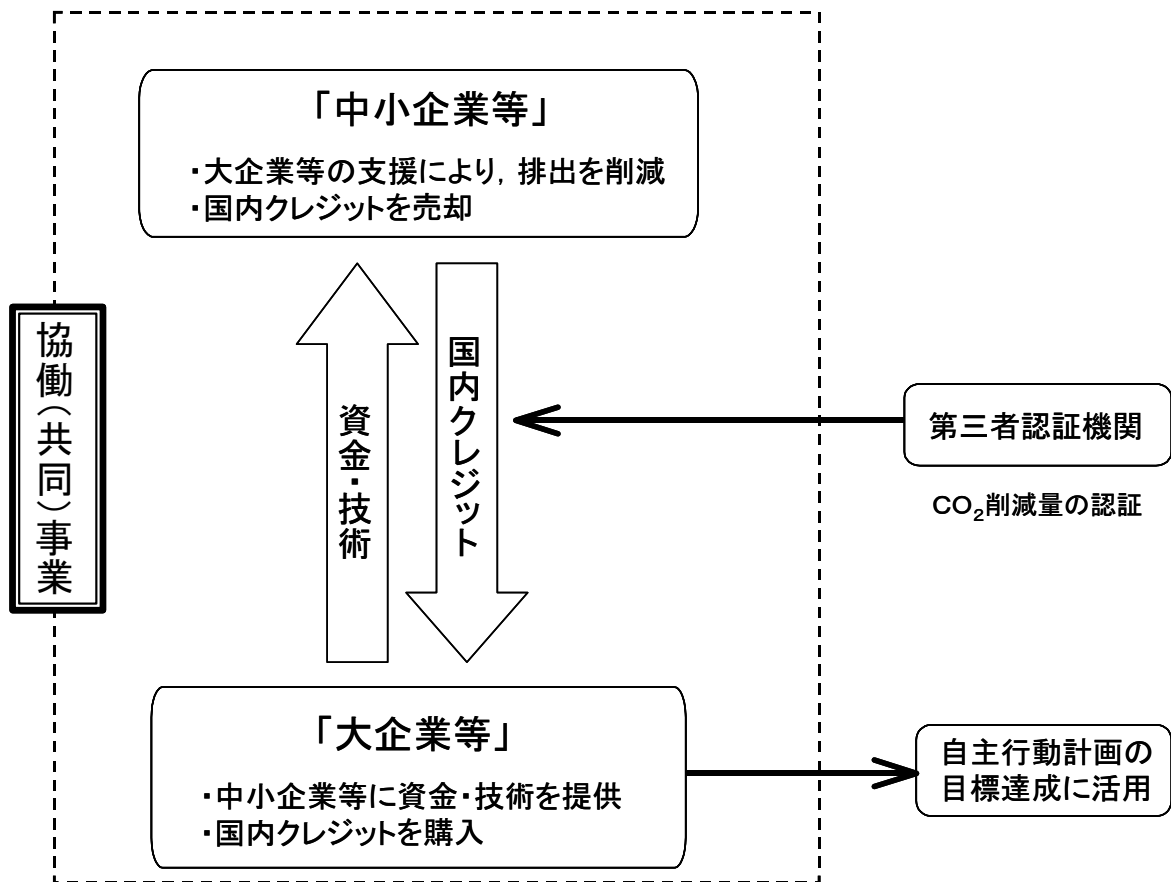 「中小企業等」
・大企業等の支援により，排出を削減
・国内クレジットを売却
協働（共同）事業
資金・技術
国内クレジット
第三者認証機関
CO₂削減量の認証
「大企業等」
・中小企業等に資金・技術を提供
・国内クレジットを購入
自主行動計画の
目標達成に活用